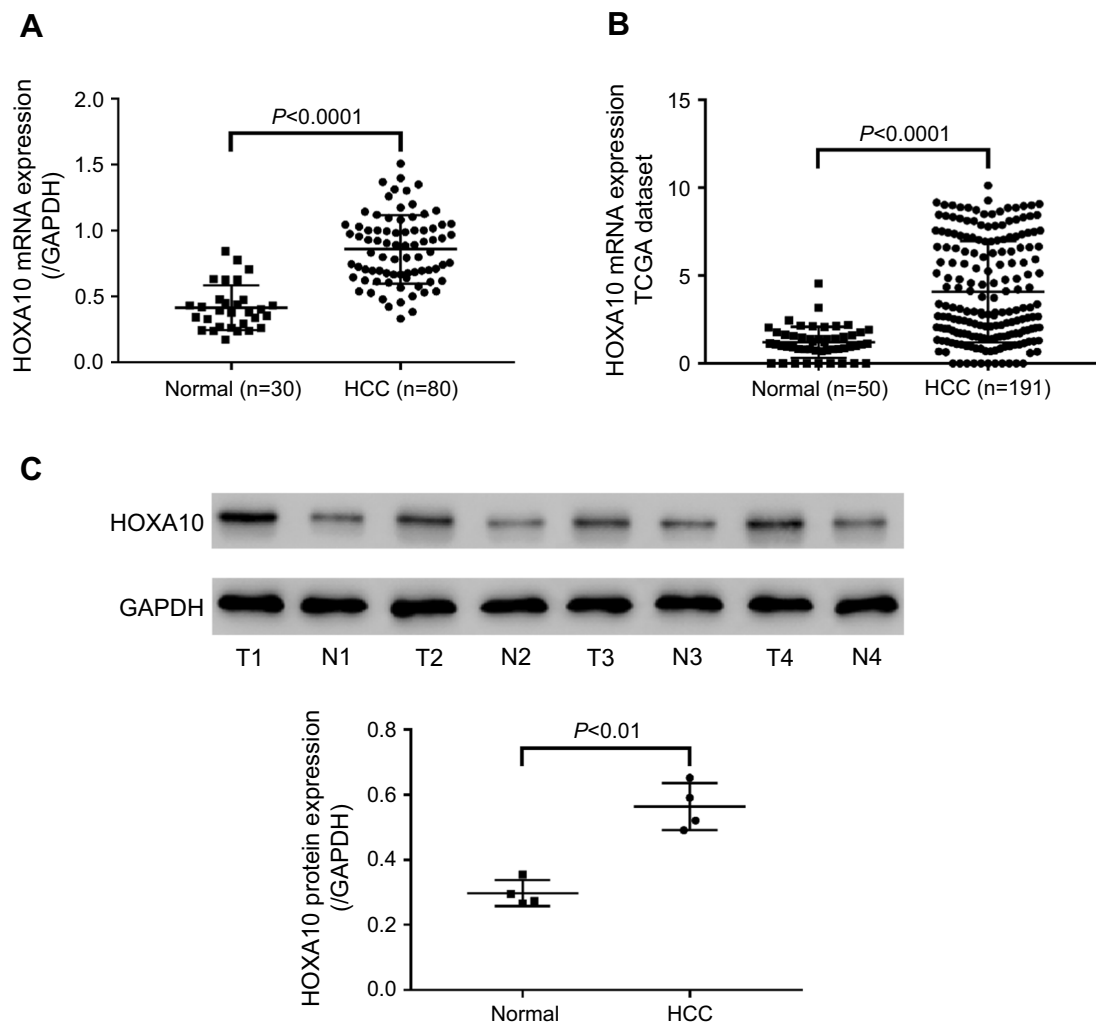 A
HOXA10 mRNA expression
(/GAPDH)
2.0
1.5
1.0
0.5
0.0
P<0.0001
Normal (n=30)
HCC (n=80)
B
HOXA10 mRNA expression
TCGA dataset
15
10
5
0
P<0.0001
Normal (n=50)
HCC (n=191)
C
HOXA10
GAPDH
T1 N1 T2 N2 T3 N3 T4 N4
HOXA10 protein expression
(/GAPDH)
0.8
0.6
0.4
0.2
0.0
P<0.01
Normal
HCC